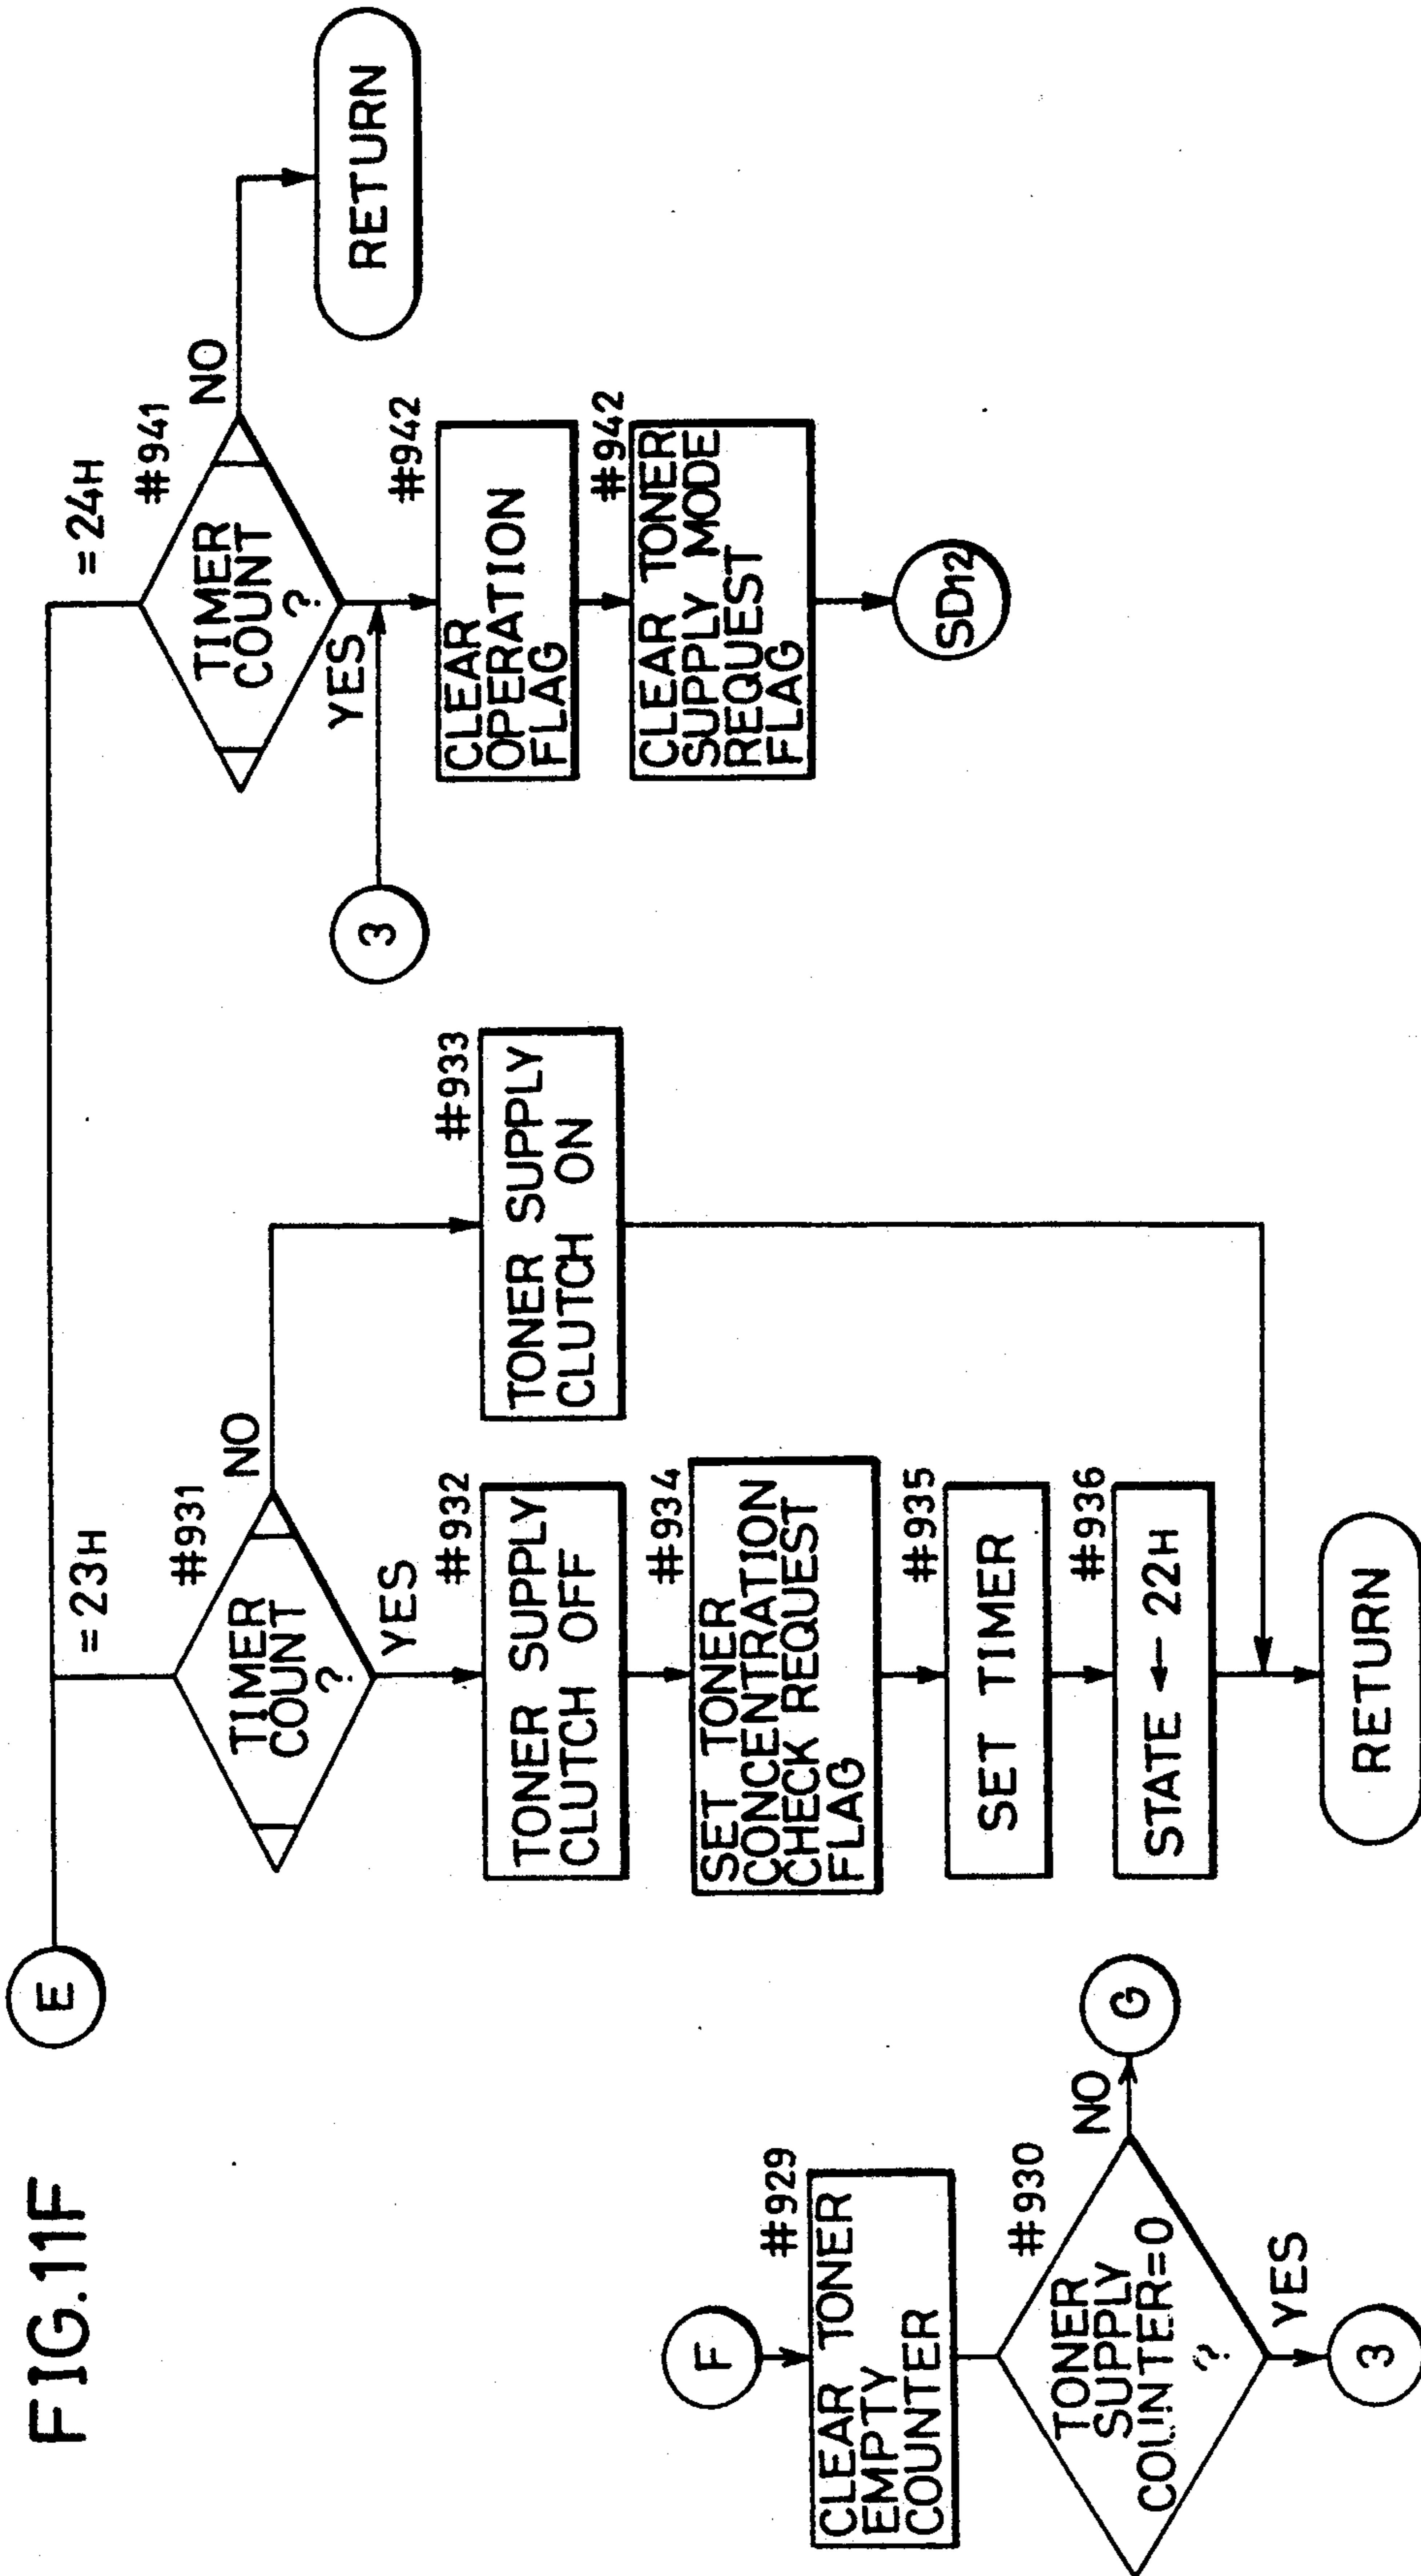 FIG.11F
E
=23H
=24H
#931
TIMER
COUNT
?
NO
YES
#932
TONER SUPPLY
CLUTCH OFF
#933
TONER SUPPLY
CLUTCH ON
#934
SET TONER
CONCENTRATION
CHECK REQUEST
FLAG
#935
SET TIMER
#936
STATE ← 22H
RETURN
#941
TIMER
COUNT
?
NO
RETURN
YES
3
#942
CLEAR
OPERATION
FLAG
#942
CLEAR TONER
SUPPLY MODE
REQUEST
FLAG
SD12
F
#929
CLEAR TONER
EMPTY
COUNTER
#930
TONER
SUPPLY
COUNTER=0
?
NO
G
YES
3